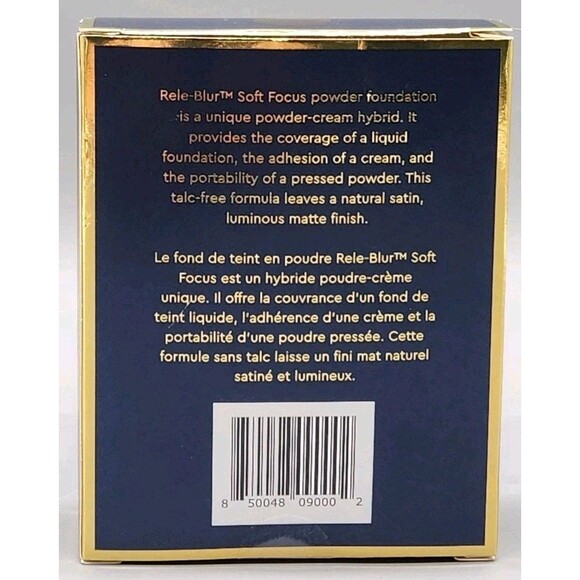 Rele-Blur™ Soft Focus powder foundation
is a unique powder-cream hybrid. It
provides the coverage of a liquid
foundation, the adhesion of a cream, and
the portability of a pressed powder. This
talc-free formula leaves a natural satin,
luminous matte finish.
Le fond de teint en poudre Rele-Blur™ Soft
Focus est un hybride poudre-crème
unique. Il offre la couvrance d'un fond de
teint liquide, l'adhérence d'une crème et la
portabilité d'une poudre pressée. Cette
formule sans talc laisse un fini mat naturel
satiné et lumineux.
8 50048 09000 2